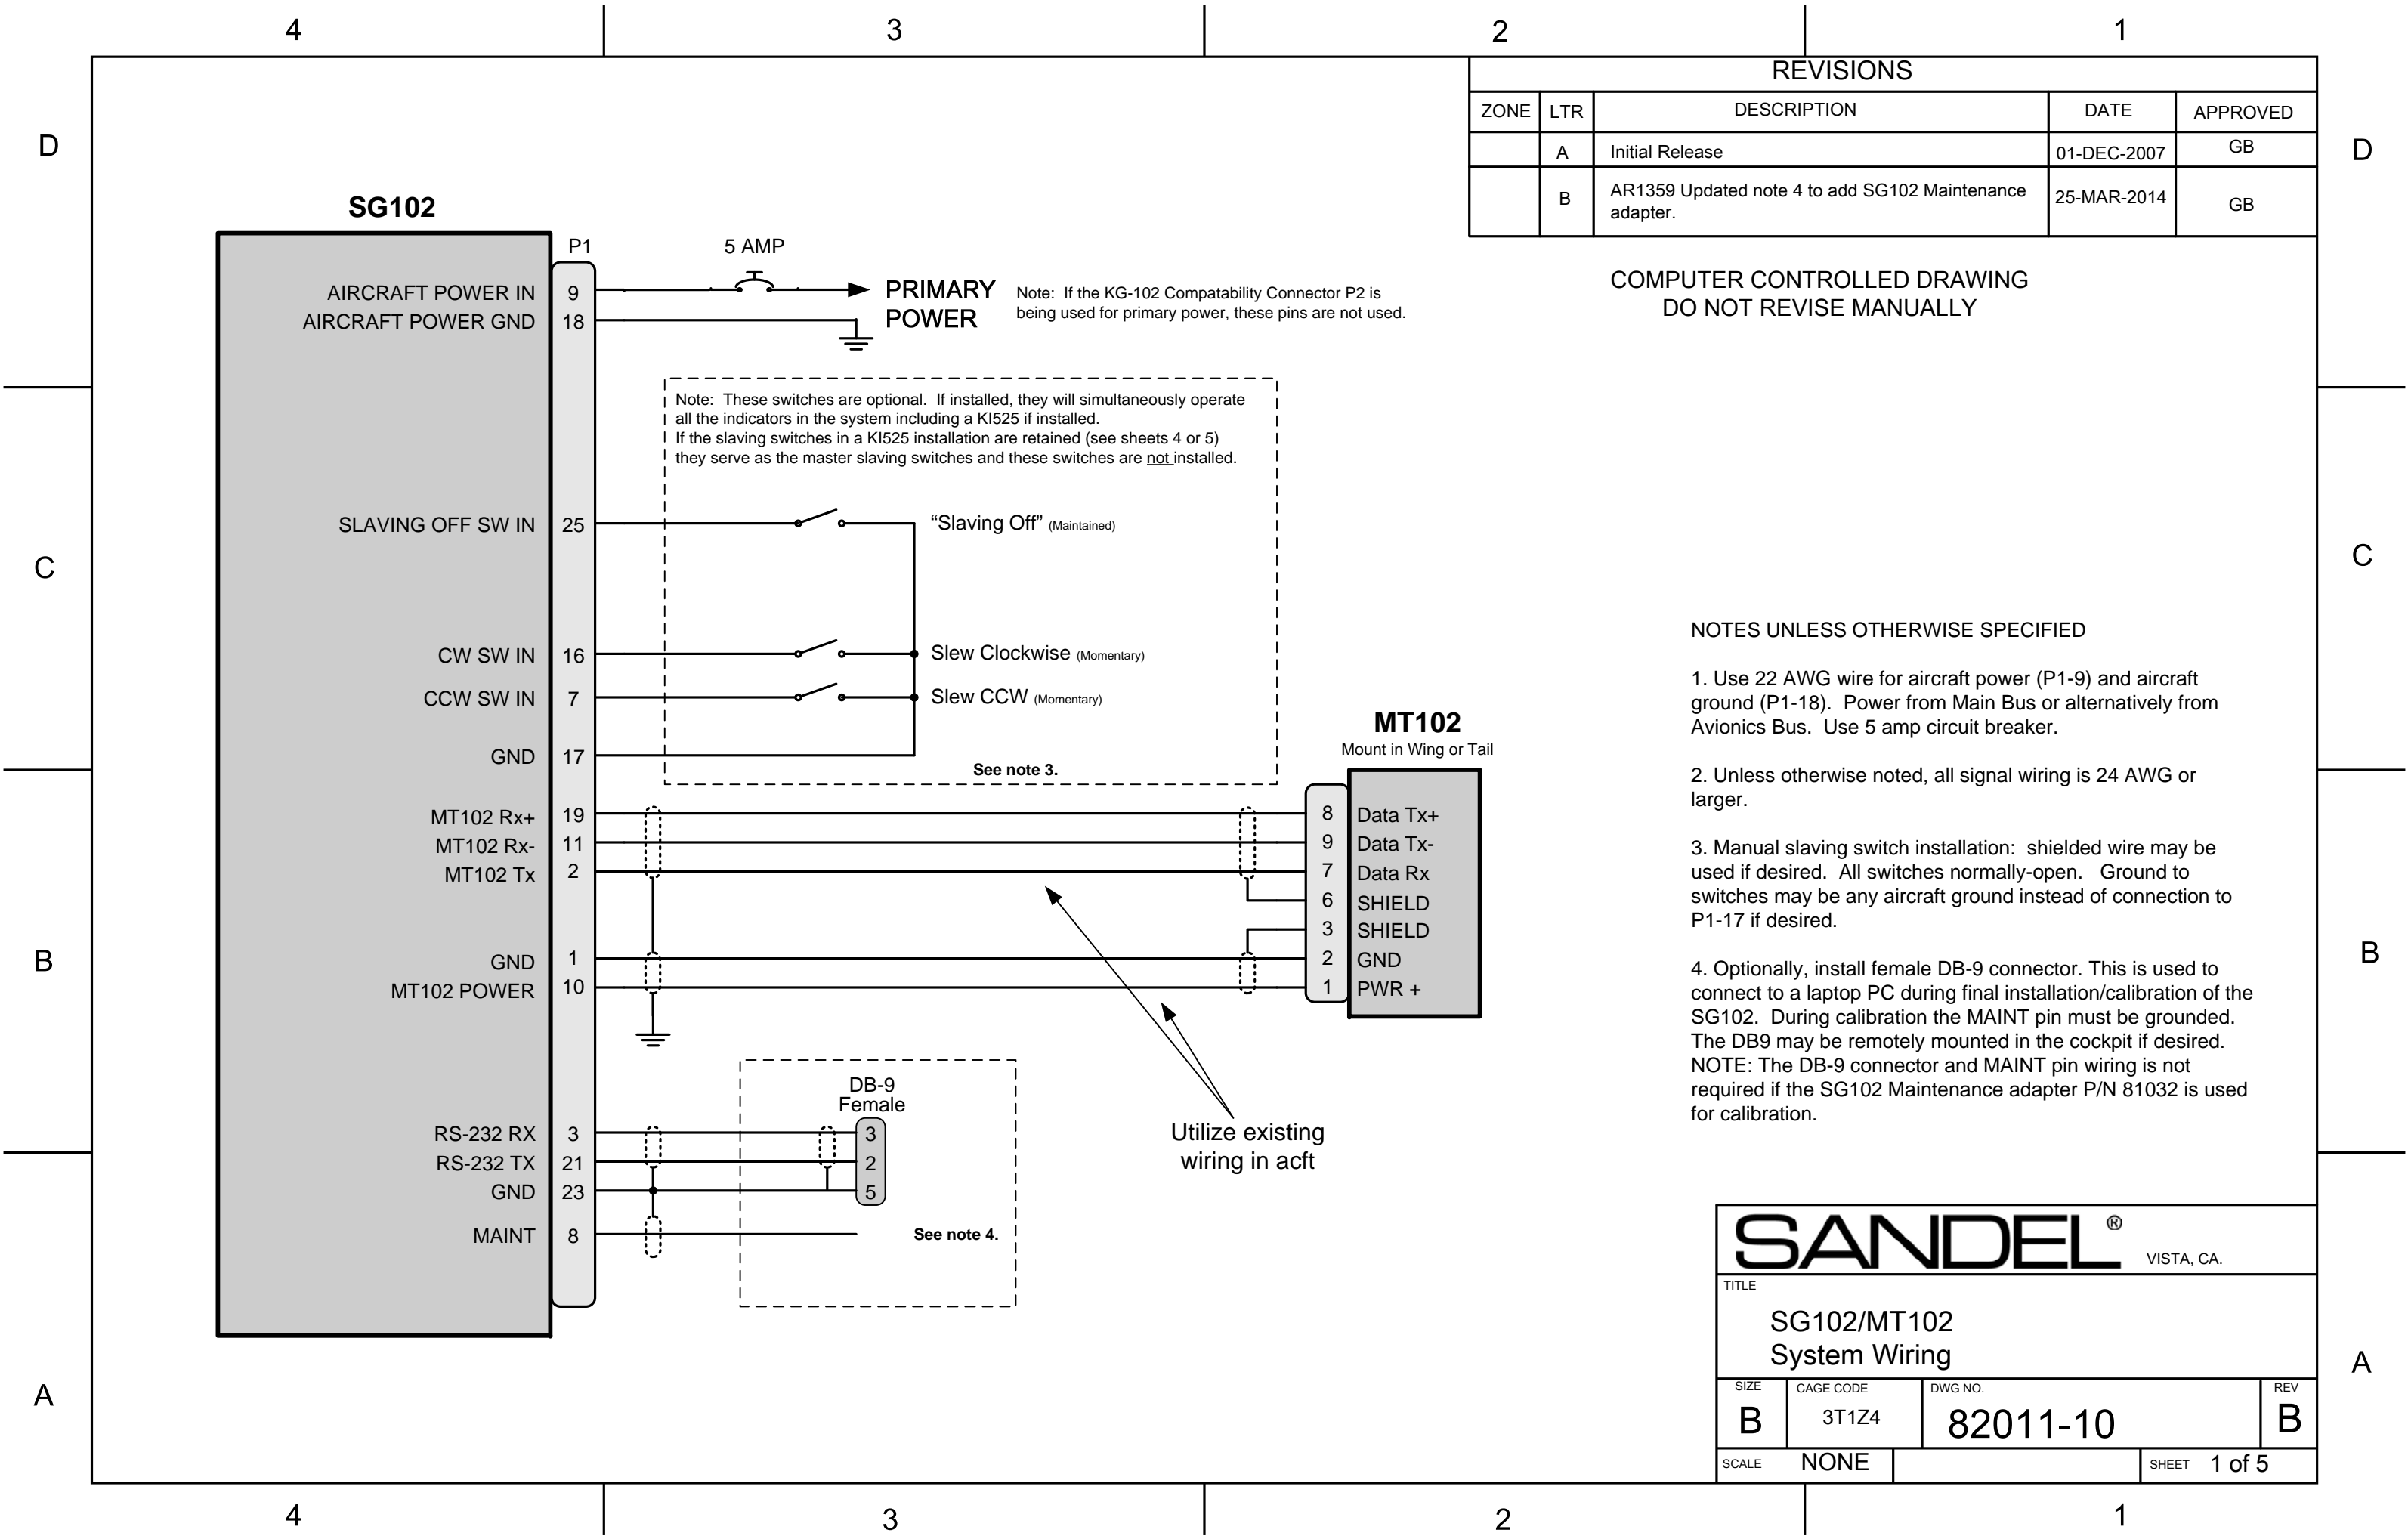 4 3 2 1
REVISIONS
ZONE LTR DESCRIPTION DATE APPROVED
A Initial Release 01-DEC-2007 GB
B AR1359 Updated note 4 to add SG102 Maintenance
adapter. 25-MAR-2014 GB
COMPUTER CONTROLLED DRAWING
DO NOT REVISE MANUALLY
D D
SG102
P1
5 AMP
AIRCRAFT POWER IN 9
AIRCRAFT POWER GND 18
PRIMARY
POWER
Note: If the KG-102 Compatability Connector P2 is
being used for primary power, these pins are not used.
Note: These switches are optional. If installed, they will simultaneously operate
all the indicators in the system including a KI525 if installed.
If the slaving switches in a KI525 installation are retained (see sheets 4 or 5)
they serve as the master slaving switches and these switches are not installed.
SLAVING OFF SW IN 25 “Slaving Off” (Maintained)
C C
CW SW IN 16 Slew Clockwise (Momentary)
CCW SW IN 7 Slew CCW (Momentary)
GND 17
See note 3.
MT102
Mount in Wing or Tail
MT102 Rx+ 19 8 Data Tx+
MT102 Rx- 11 9 Data Tx-
MT102 Tx 2 7 Data Rx
6 SHIELD
3 SHIELD
GND 1 2 GND
MT102 POWER 10 1 PWR +
B B
Utilize existing
wiring in acft
DB-9
Female
RS-232 RX 3 3
RS-232 TX 21 2
GND 23 5
MAINT 8
See note 4.
NOTES UNLESS OTHERWISE SPECIFIED
1. Use 22 AWG wire for aircraft power (P1-9) and aircraft
ground (P1-18). Power from Main Bus or alternatively from
Avionics Bus. Use 5 amp circuit breaker.
2. Unless otherwise noted, all signal wiring is 24 AWG or
larger.
3. Manual slaving switch installation: shielded wire may be
used if desired. All switches normally-open. Ground to
switches may be any aircraft ground instead of connection to
P1-17 if desired.
4. Optionally, install female DB-9 connector. This is used to
connect to a laptop PC during final installation/calibration of the
SG102. During calibration the MAINT pin must be grounded.
The DB9 may be remotely mounted in the cockpit if desired.
NOTE: The DB-9 connector and MAINT pin wiring is not
required if the SG102 Maintenance adapter P/N 81032 is used
for calibration.
SANDEL® VISTA, CA.
TITLE
SG102/MT102
System Wiring
A A
SIZE CAGE CODE DWG NO. REV
B 3T1Z4 82011-10 B
SCALE NONE SHEET 1 of 5
4 3 2 1